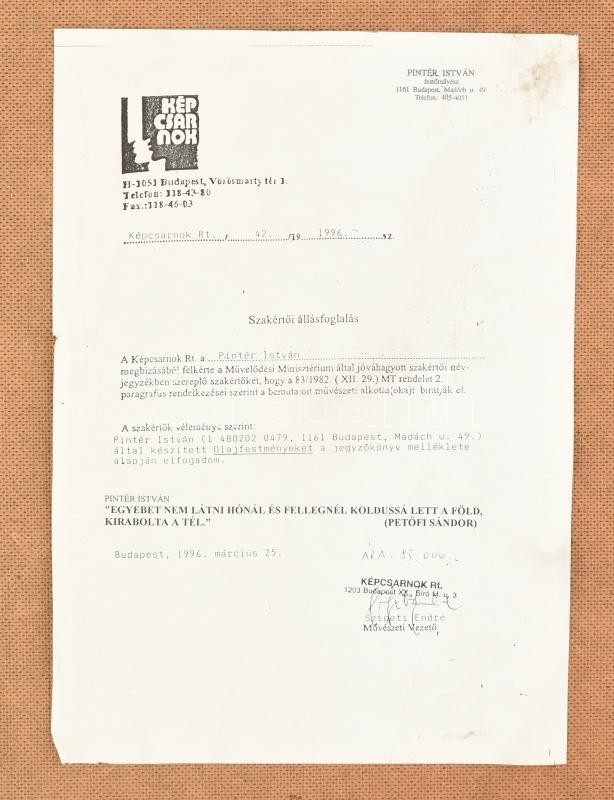 PINTÉR ISTVÁN
festőművész
1161 Budapest, Madách u. 49.
Telefon: 405-4051
KÉP
CSAR
NOK
H-1051 Budapest, Vörösmarty tér 1.
Telefon: 118-43-80
Fax.:118-46-03
Képcsarnok Rt. / 42. /19 1996. sz.
Szakértői állásfoglalás
A Képcsarnok Rt. a Pintér István
megbízásából felkérte a Művelődési Minisztérium által jóváhagyott szakértői név-
jegyzékben szereplő szakértőket, hogy a 83/1982. ( XII. 29.) MT rendelet 2.
paragrafus rendelkezései szerint a bemutatott művészeti alkotás(oka)t bírálják el.
A szakértők véleménye szerint:
Pintér István (1 480202 0479, 1161 Budapest, Madách u. 49.)
által készített Olajfestményeket a jegyzőkönyv melléklete
alapján elfogadom.
PINTÉR ISTVÁN
"EGYEBET NEM LÁTNI HÓNÁL ÉS FELLEGNÉL KOLDUSSÁ LETT A FÖLD,
KIRABOLTA A TÉL." (PETŐFI SÁNDOR)
Budapest, 1996. március 25. ÁRA: 85.000,-
KÉPCSARNOK Rt.
1203 Budapest XX., Bíró M. u. 3
Szigeti Endre
Művészeti Vezető